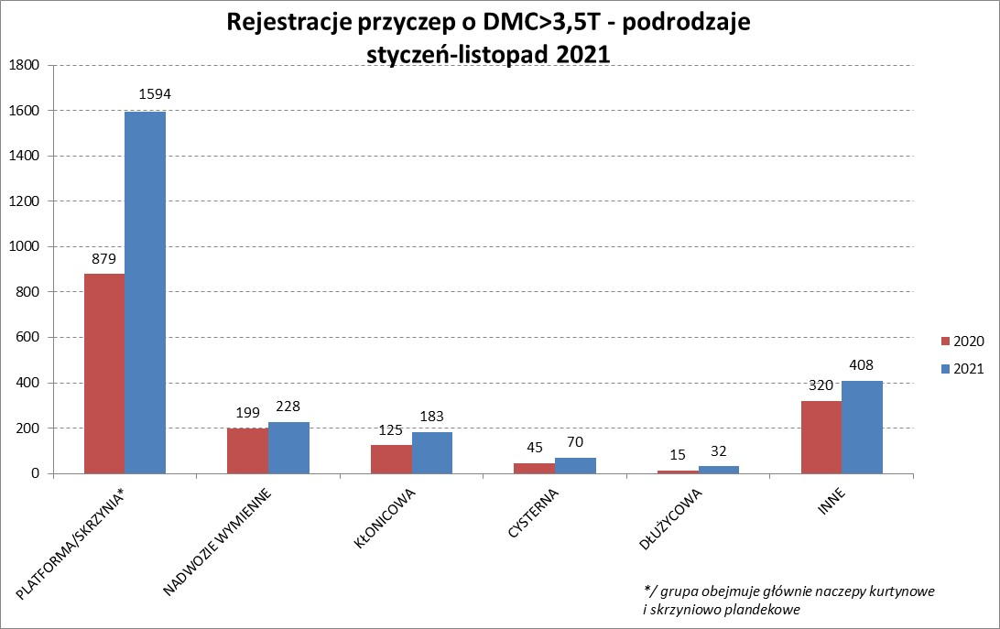 Rejestracje przyczep o DMC>3,5T - podrodzaje
styczeń-listopad 2021
1800
1600
1400
1200
1000
800
600
400
200
0
879
1594
199
228
125
183
45
70
15
32
320
408
PLATFORMA/SKRZYNIA*
NADWOZIE WYMIENNE
KŁONICOWA
CYSTERNA
DŁUŻYCOWA
INNE
2020
2021
*/ grupa obejmuje głównie naczepy kurtynowe
i skrzyniowo plandekowe